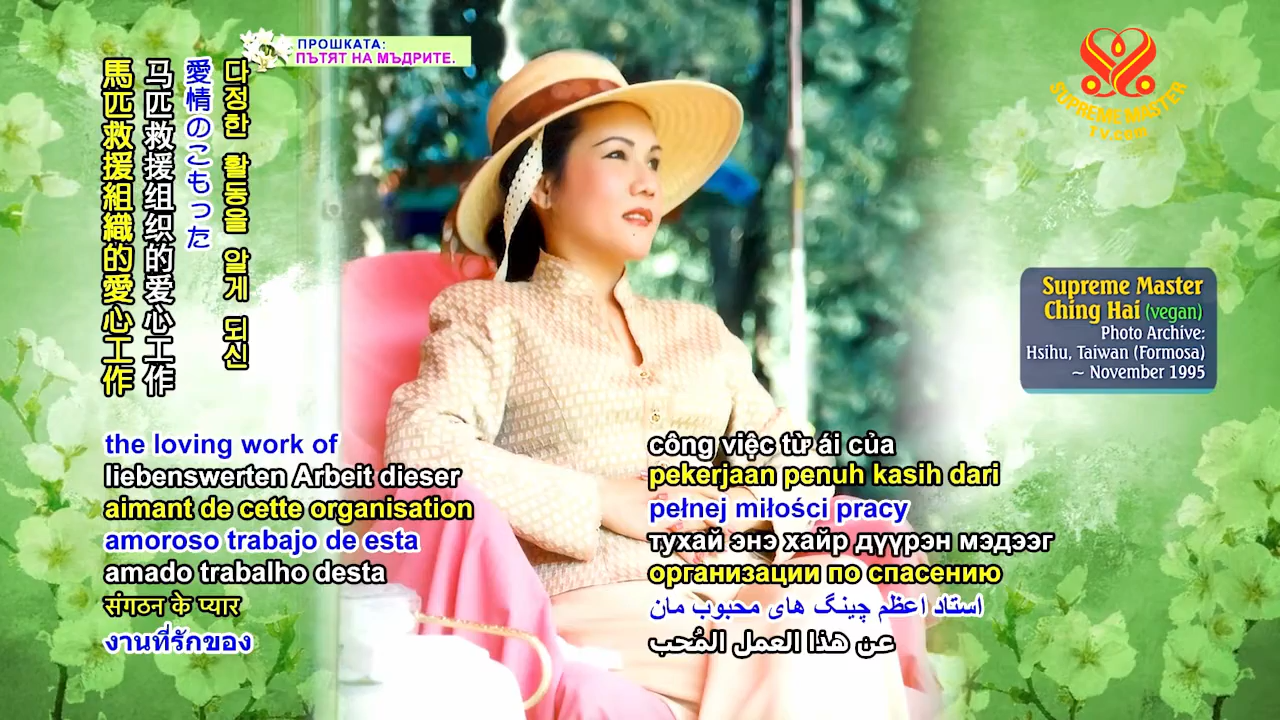 ПРОШКАТА:
ПЪТЯТ НА МЪДРИТЕ.
SUPREME MASTER
TV.com
다정한 활동을 알게 되신
愛情のこもった
马匹救援组织的爱心工作
馬匹救援組織的愛心工作
Supreme Master
Ching Hai (vegan)
Photo Archive:
Hsihu, Taiwan (Formosa)
~ November 1995
the loving work of
liebenswerten Arbeit dieser
aimant de cette organisation
amoroso trabajo de esta
amado trabalho desta
संगठन के प्यार
งานที่รักของ
công việc từ ái của
pekerjaan penuh kasih dari
pełnej miłości pracy
тухай энэ хайр дүүрэн мэдээг
организации по спасению
استاد اعظم چینگ های محبوب مان
عن هذا العمل المُحب